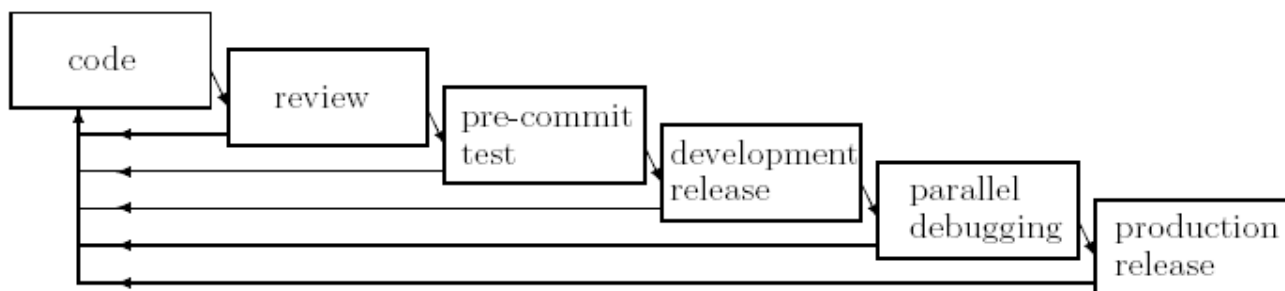 code
review
pre-commit
test
development
release
parallel
debugging
production
release